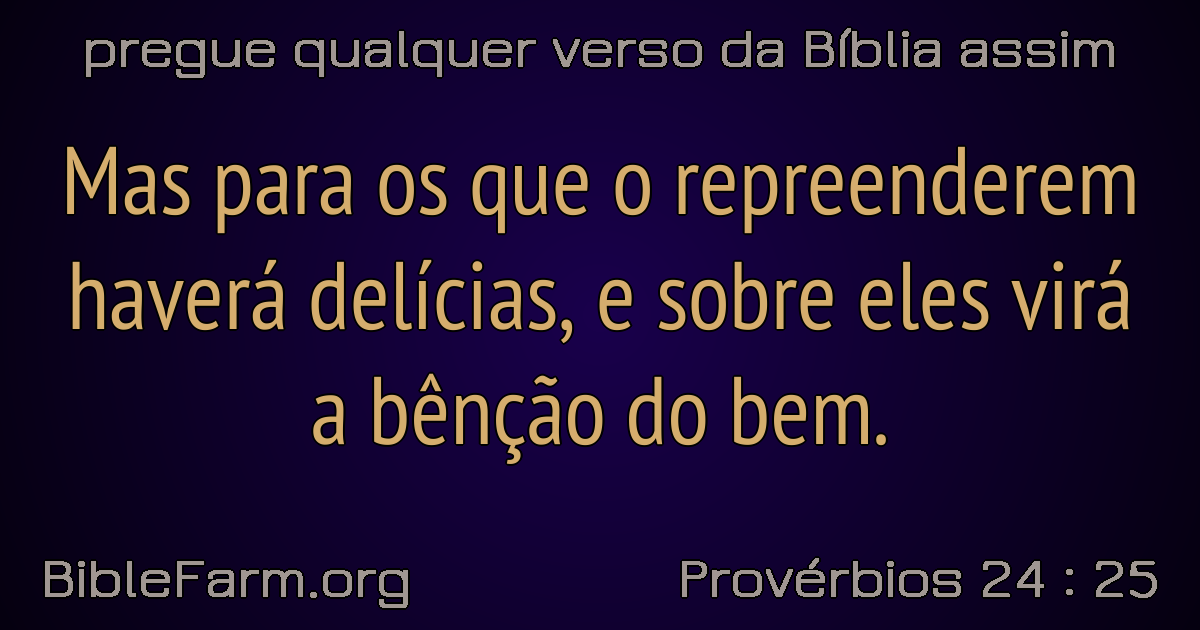 pregue qualquer verso da Bíblia assim
Mas para os que o repreenderem
haverá delícias, e sobre eles virá
a bênção do bem.
BibleFarm.org
Provérbios 24 : 25